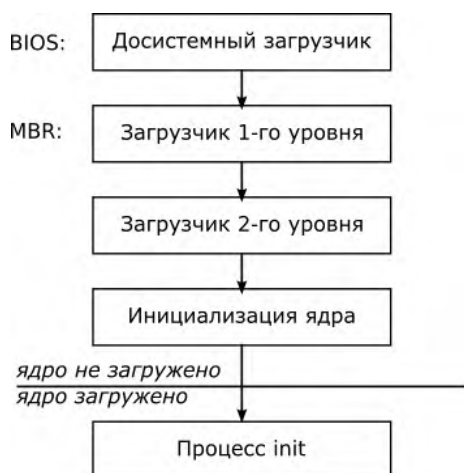 BIOS:
Досистемный загрузчик
MBR:
Загрузчик 1-го уровня
Загрузчик 2-го уровня
Инициализация ядра
ядро не загружено
ядро загружено
Процесс init